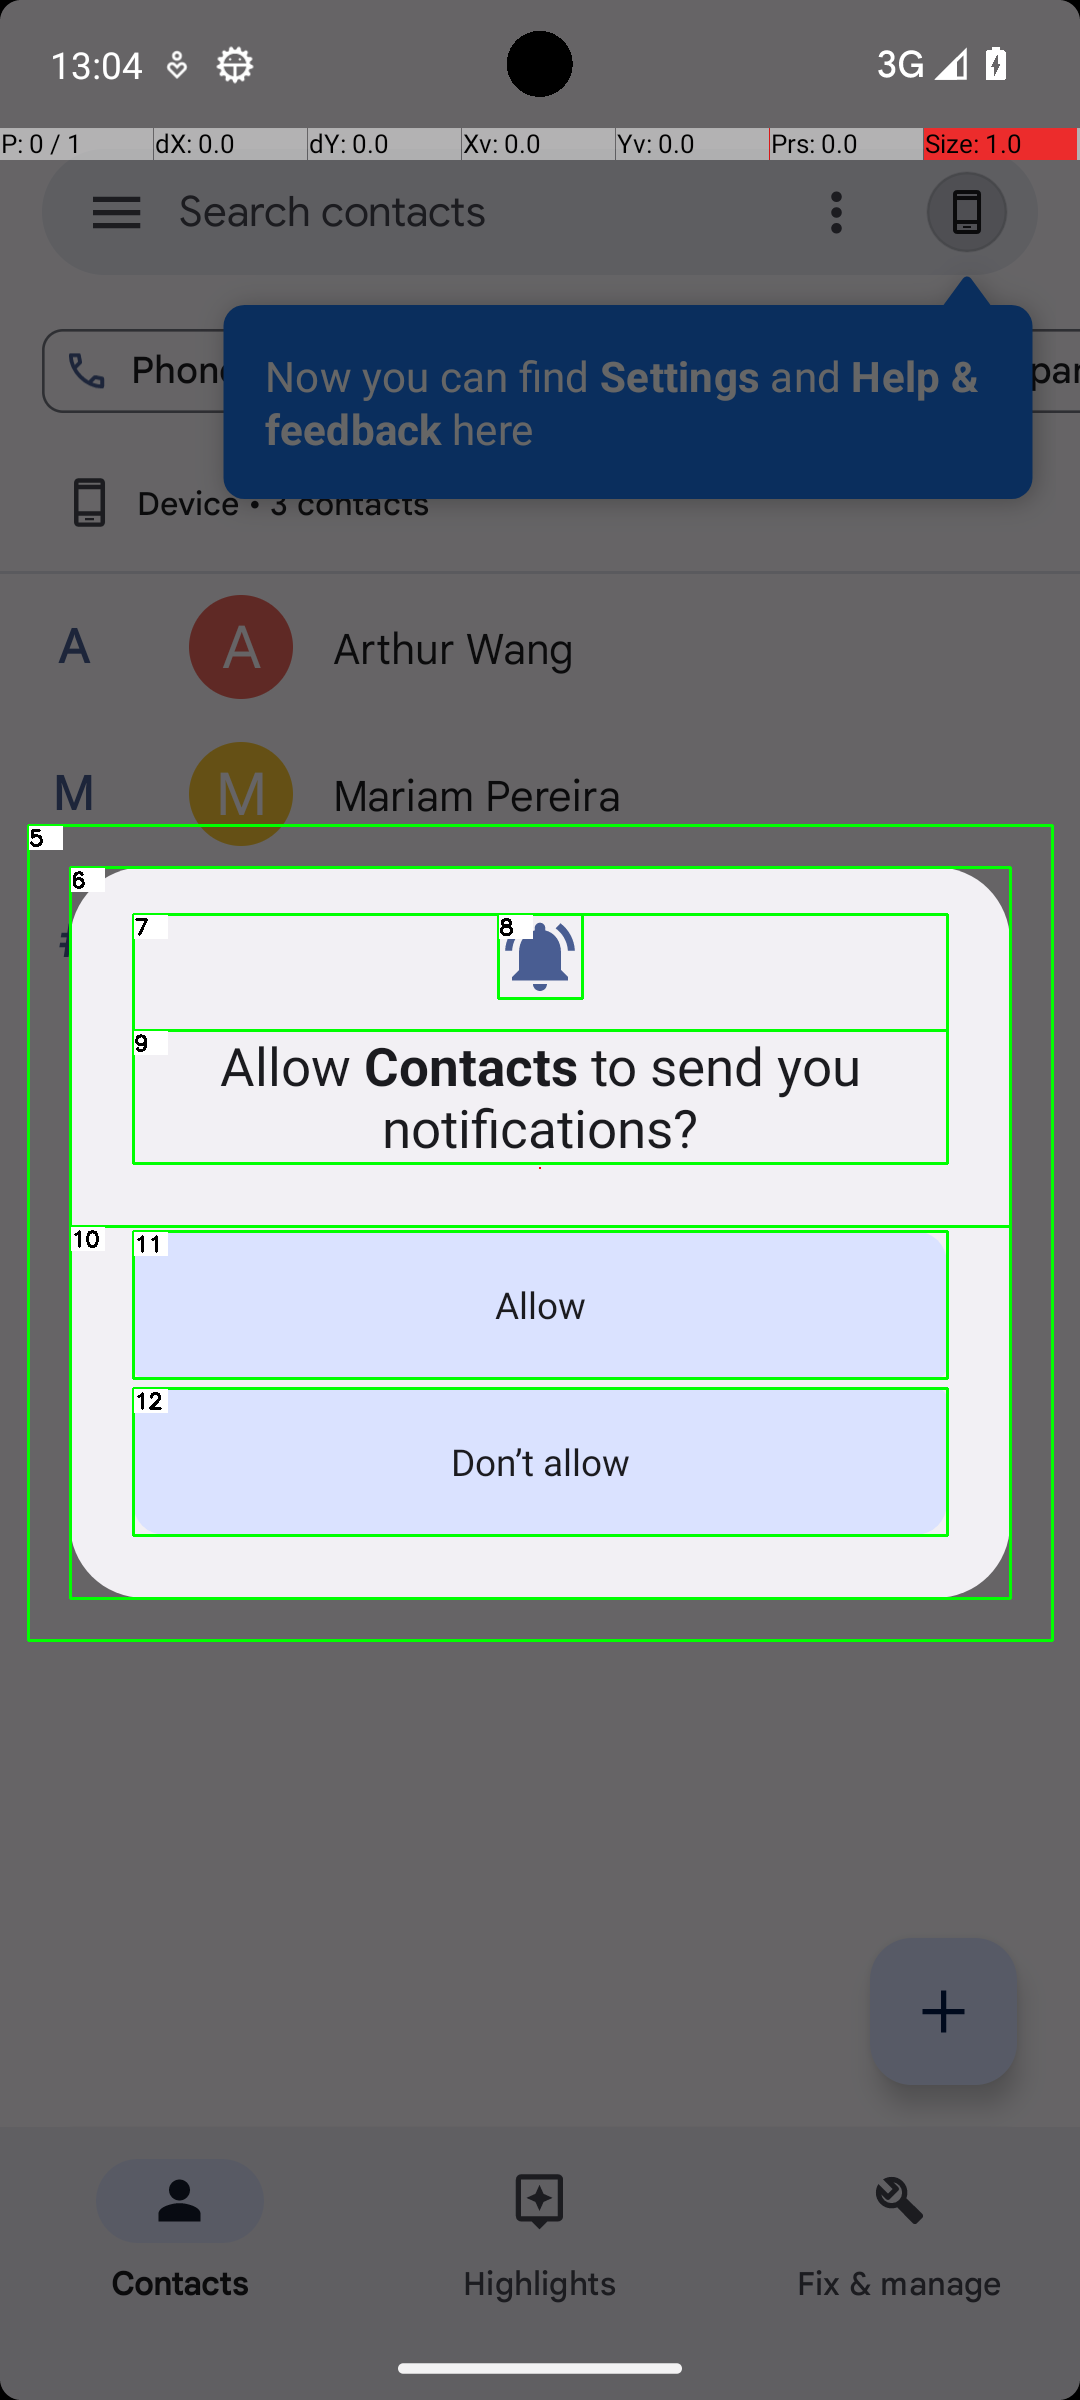 13:04
3G
P: 0 / 1
dX: 0.0
dY: 0.0
Xv: 0.0
Yv: 0.0
Prs: 0.0
Size: 1.0
Search contacts
Now you can find Settings and Help &
feedback here
Device • 3 contacts
A
A
Arthur Wang
M
M
Mariam Pereira
5
6
7
8
9
Allow Contacts to send you
notifications?
10
11
Allow
12
Don't allow
Contacts
Highlights
Fix & manage